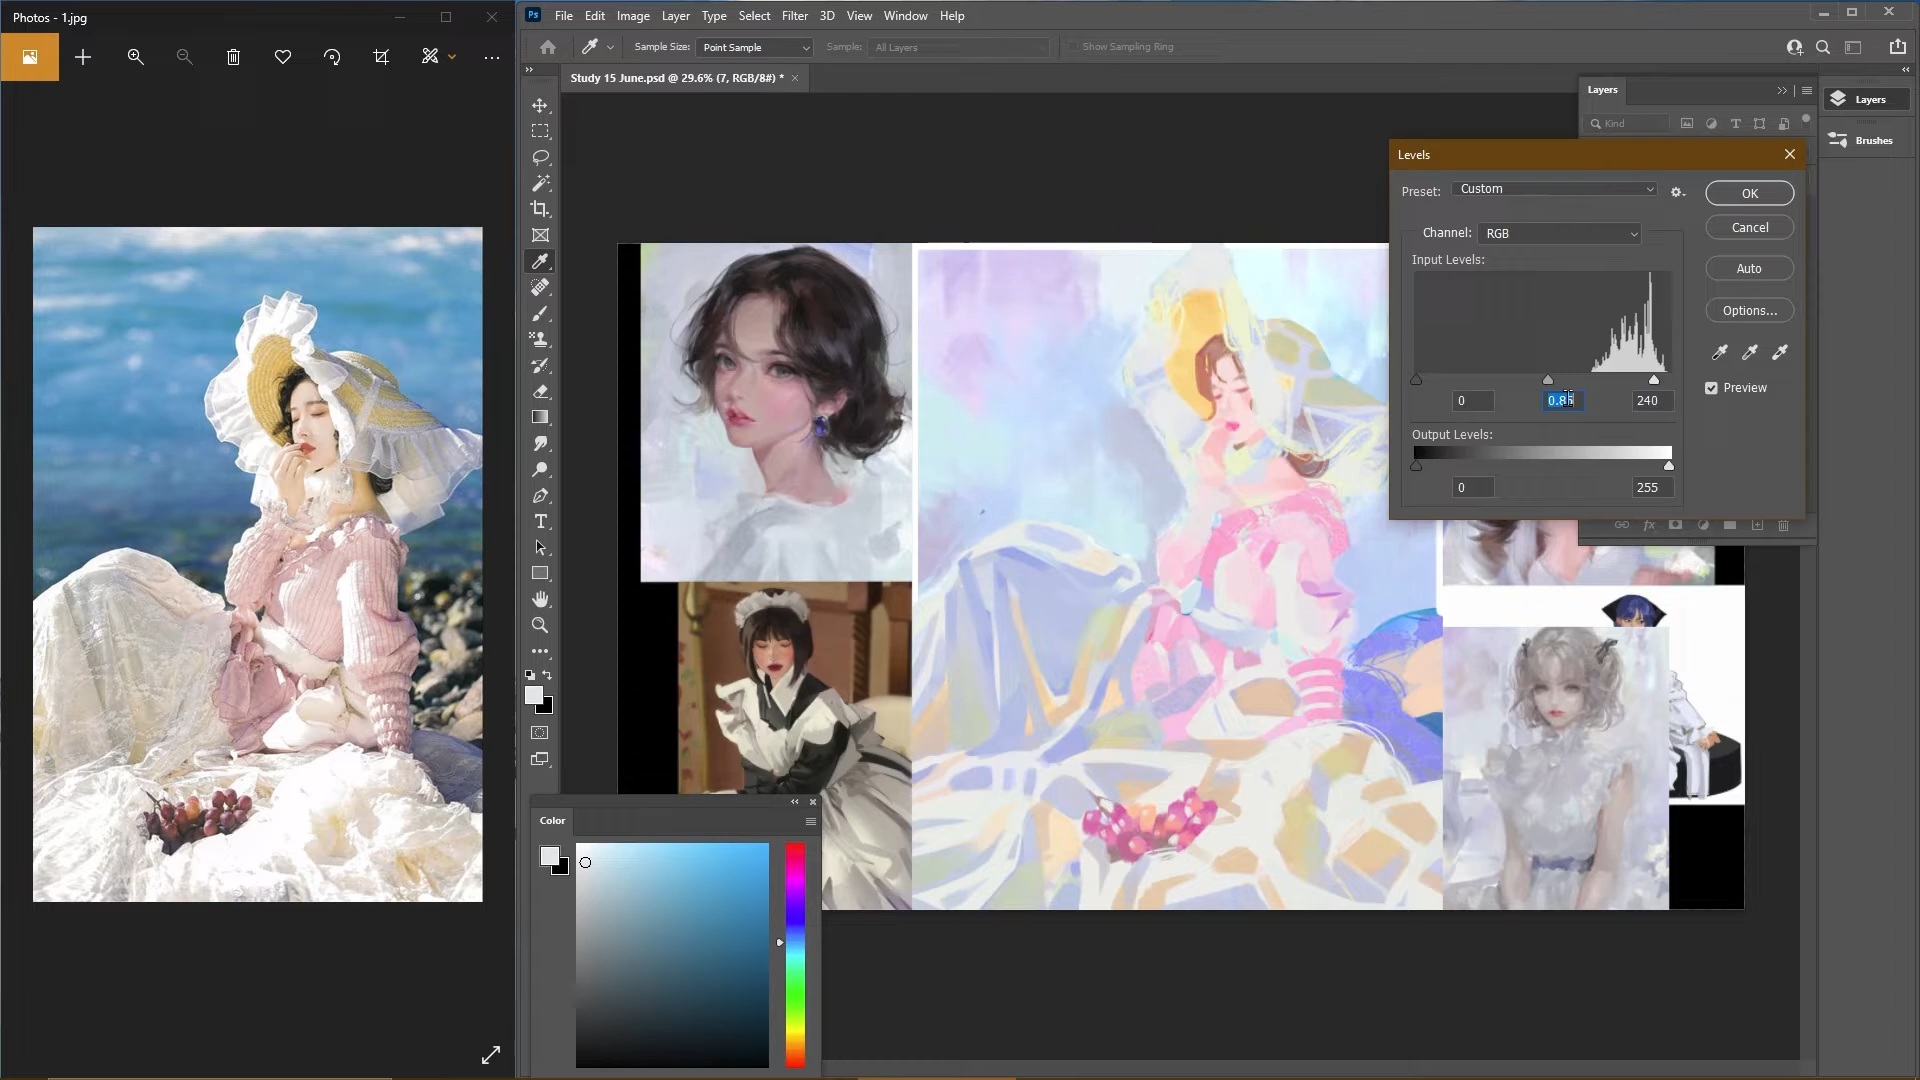 Photos - 1.jpg
Ps File Edit Image Layer Type Select Filter 3D View Window Help
Sample Size: Point Sample Sample: All Layers Show Sampling Ring
Study 15 June.psd @ 29.6% (7, RGB/8#) *
Layers
Kind
Layers
Brushes
Levels
Preset: Custom
OK
Channel: RGB
Cancel
Input Levels:
Auto
Options...
Preview
0
240
Output Levels:
0 255
fx
Color